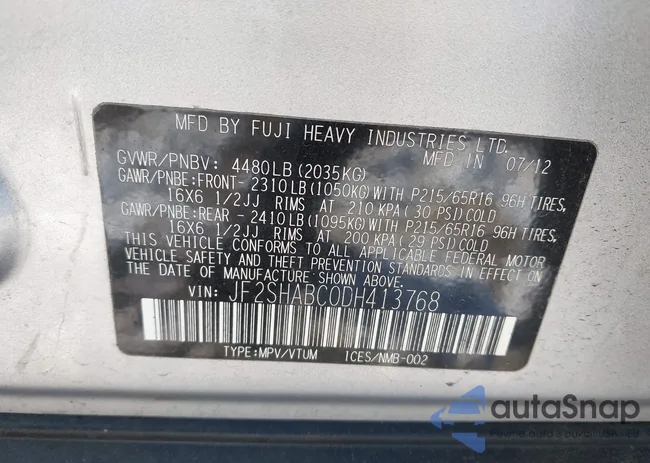 MFD BY FUJI HEAVY INDUSTRIES LTD.
MFD IN 07/12
GVWR/PNBV: 4480LB (2035KG)
GAWR/PNBE:FRONT- 2310LB (1050KG) WITH P215/65R16 96H TIRES,
16X6 1/2JJ RIMS AT 210 KPA (30 PSI) COLD
GAWR/PNBE:REAR - 2410LB (1095KG) WITH P215/65R16 96H TIRES,
16X6 1/2JJ RIMS AT 200 KPA (29 PSI) COLD
THIS VEHICLE CONFORMS TO ALL APPLICABLE FEDERAL MOTOR
VEHICLE SAFETY AND THEFT PREVENTION STANDARDS IN EFFECT
ON THE DATE OF MANUFACTURE SHOWN ABOVE.
VIN: JF2SHABC0DH413768
TYPE:MPV/VTUM ICES/NMB-002
autoSnap